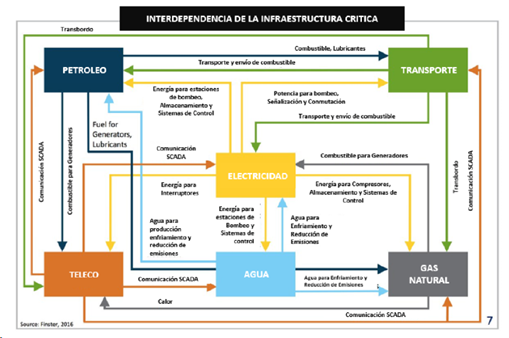 INTERDEPENDENCIA DE LA INFRAESTRUCTURA CRITICA
Transbordo
Combustible, Lubricantes
PETROLEO
Transporte y envío de combustible
TRANSPORTE
Energía para estaciones
de bombeo,
Almacenamiento y
Sistemas de Control
Potencia para bombeo,
Señalización y Conmutación
Fuel for
Generators,
Lubricants
Transporte y envío de combustible
Comunicación SCADA
Combustible para Generadores
Comunicación
SCADA
Combustible para Generadores
Transbordo
Comunicación SCADA
ELECTRICIDAD
Energía para
Interruptores
Energía para Compresores,
Almacenamiento y Sistemas de
Control
Agua para
producción
enfriamiento y
reducción de
emisiones
Energía para
estaciones de
Bombeo y
Sistemas de
control
Agua para
Enfriamiento y
Reducción de
Emisiones
TELECO
Comunicación SCADA
AGUA
Agua para Enfriamiento y
Reducción de Emisiones
GAS
NATURAL
Calor
Comunicación SCADA
Source: Finster, 2016
7